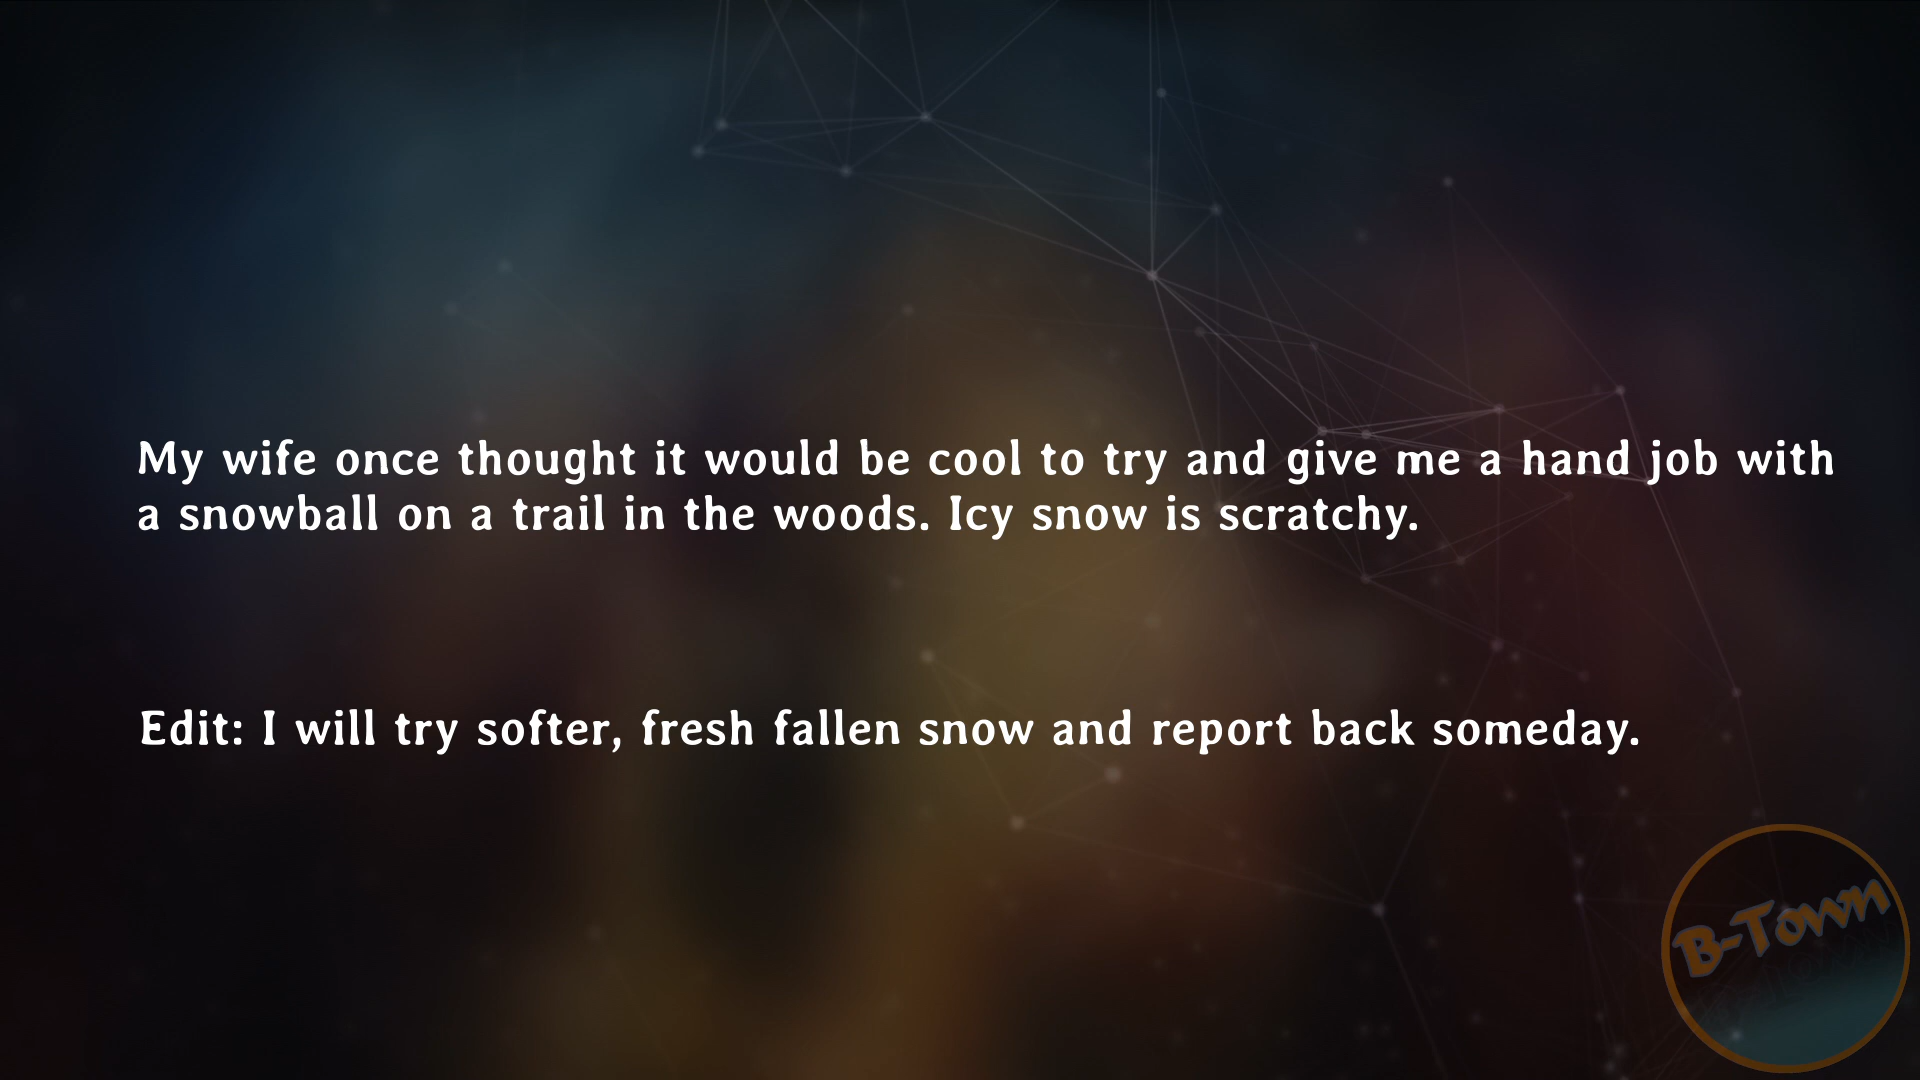 My wife once thought it would be cool to try and give me a hand job with
a snowball on a trail in the woods. Icy snow is scratchy.
Edit: I will try softer, fresh fallen snow and report back someday.
B-Town